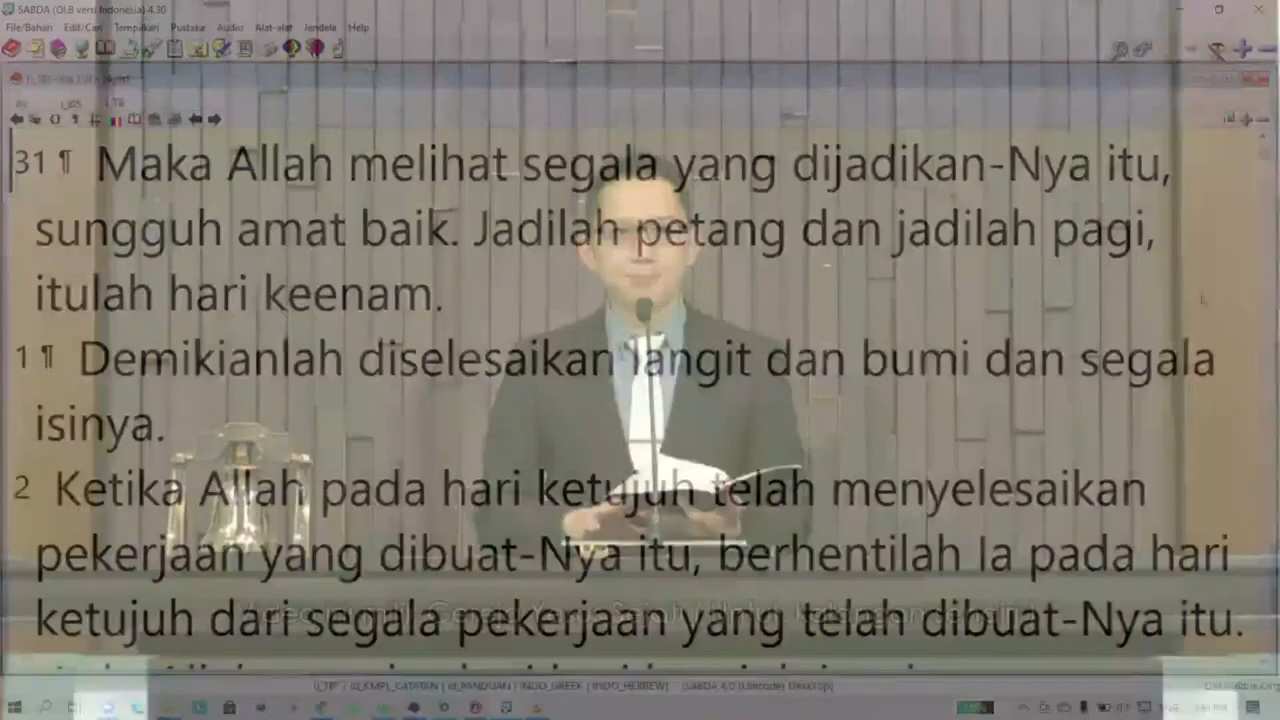 SABDA (OLB versi Indonesia) 4.30
File/Bahan Edit/Cari Tampilkan Pustaka Audio Alat-alat Jendela Help
31 ¶ Maka Allah melihat segala yang dijadikan-Nya itu,
sungguh amat baik. Jadilah petang dan jadilah pagi,
itulah hari keenam.
1 ¶ Demikianlah diselesaikan langit dan bumi dan segala
isinya.
2 Ketika Allah pada hari ketujuh telah menyelesaikan
pekerjaan yang dibuat-Nya itu, berhentilah Ia pada hari
ketujuh dari segala pekerjaan yang telah dibuat-Nya itu.